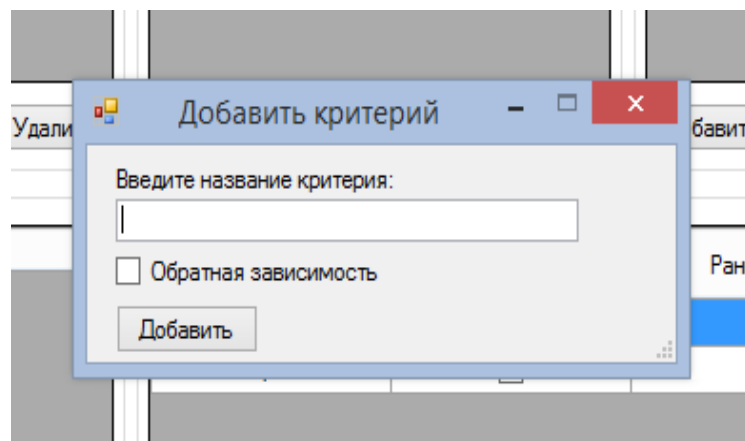 Добавить критерий
Введите название критерия:
Обратная зависимость
Добавить